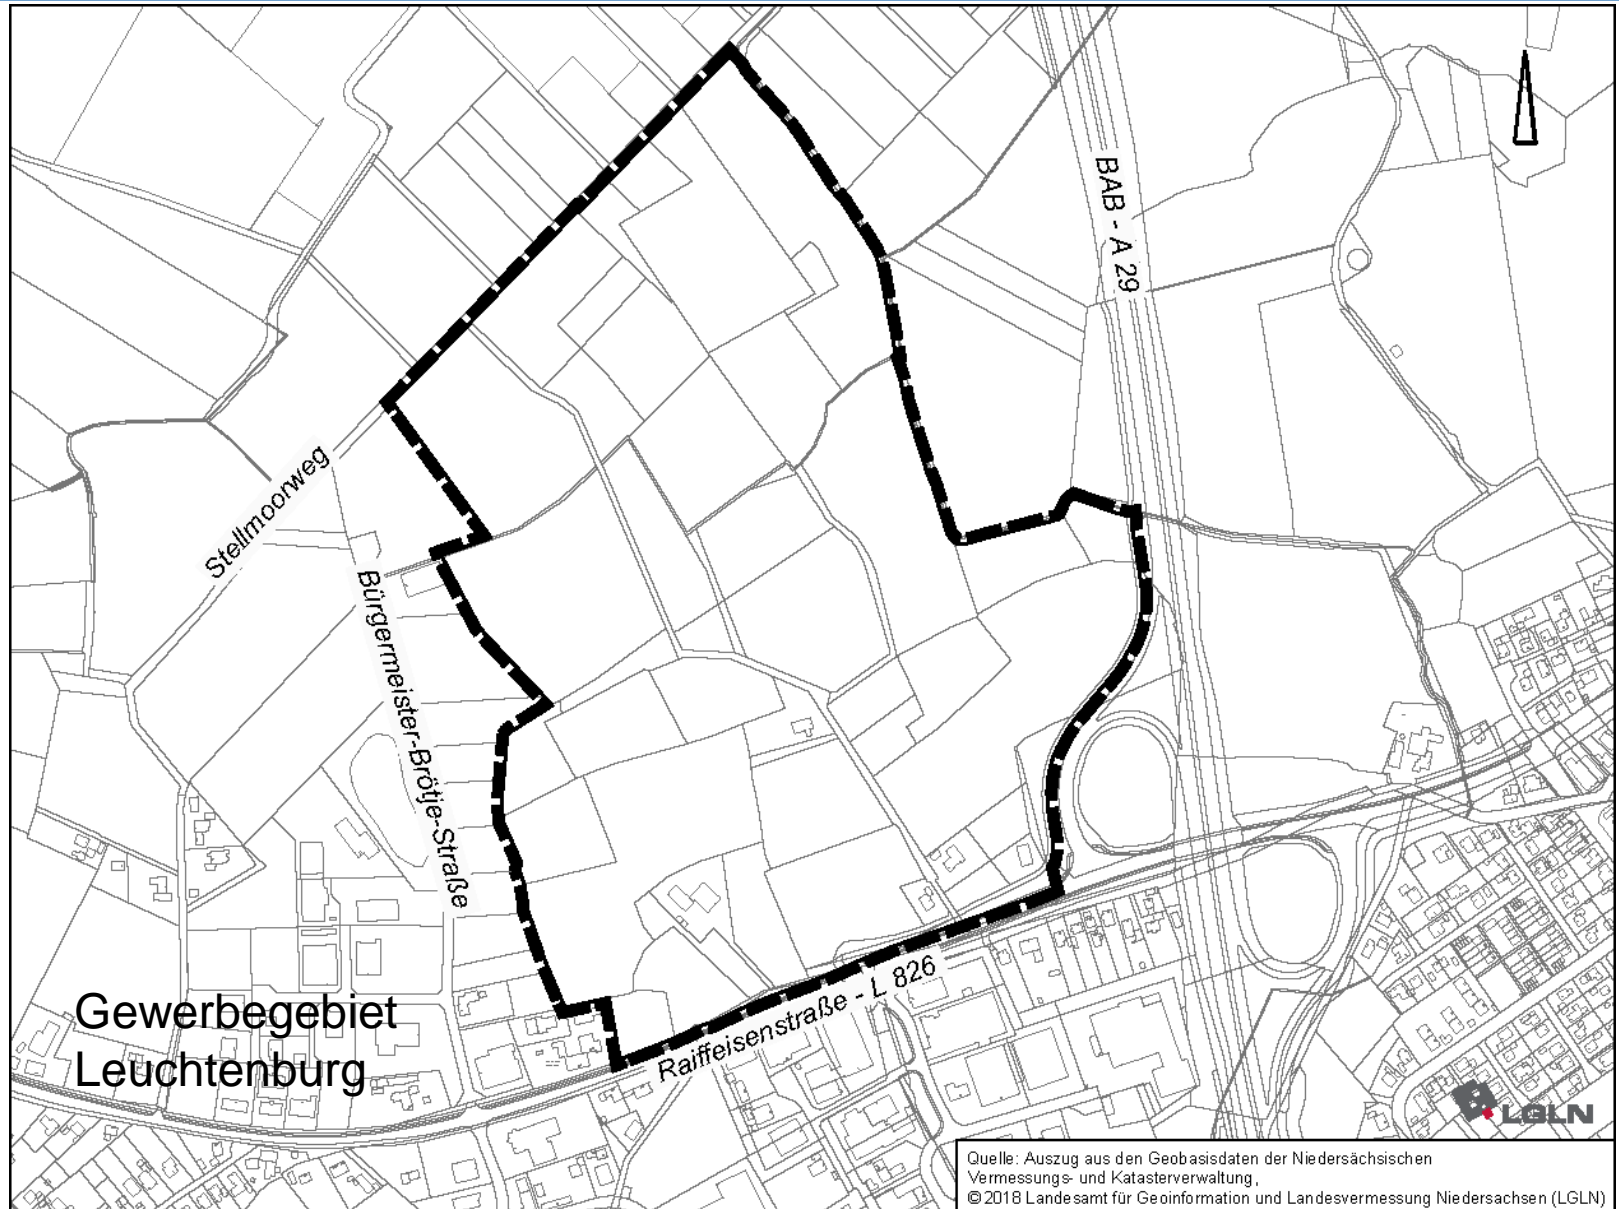 BAB - A 29
Stellmoorweg
Bürgermeister-Brötje-Straße
Raiffeisenstraße - L 826
Gewerbegebiet
Leuchtenburg
LGLN
Quelle: Auszug aus den Geobasisdaten der Niedersächsischen
Vermessungs- und Katasterverwaltung,
© 2018 Landesamt für Geoinformation und Landesvermessung Niedersachsen (LGLN)